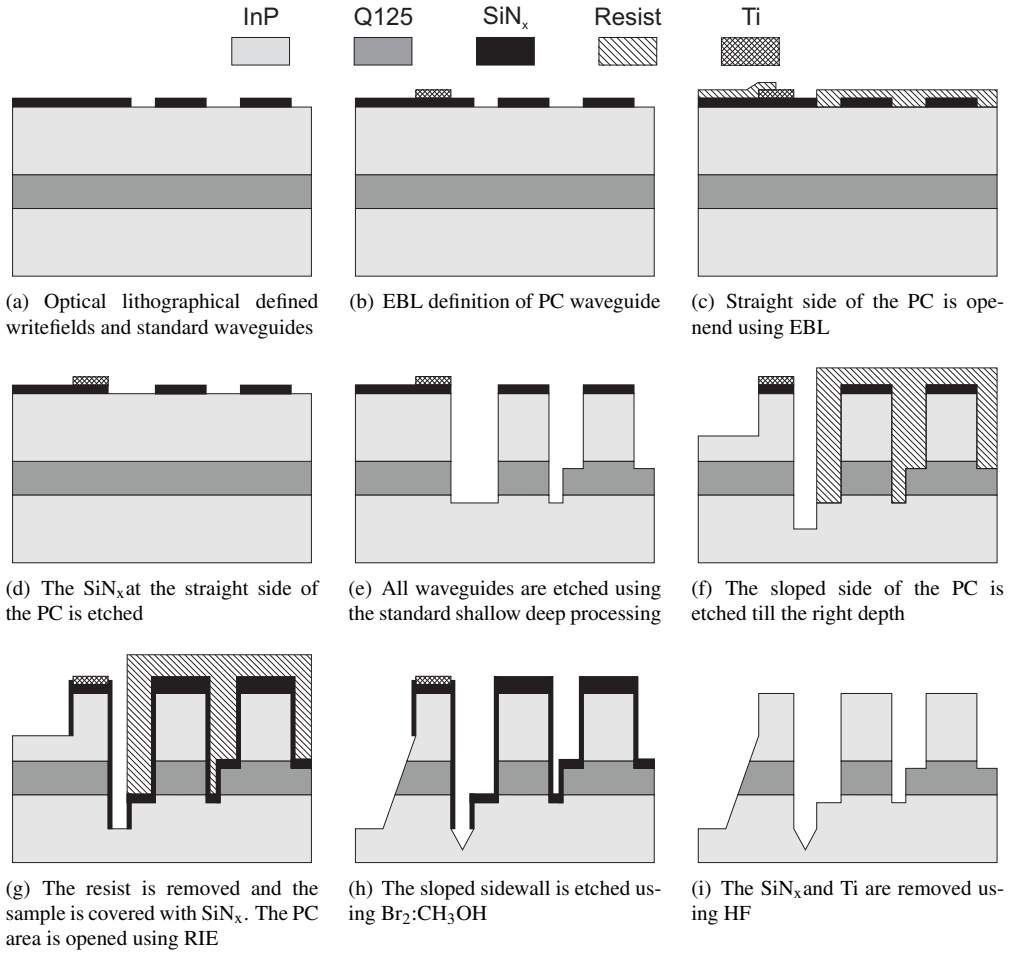 InP Q125 SiNx Resist Ti
(a) Optical lithographical defined
writefields and standard waveguides
(b) EBL definition of PC waveguide
(c) Straight side of the PC is ope-
nend using EBL
(d) The SiNxat the straight side of
the PC is etched
(e) All waveguides are etched using
the standard shallow deep processing
(f) The sloped side of the PC is
etched till the right depth
(g) The resist is removed and the
sample is covered with SiNx. The PC
area is opened using RIE
(h) The sloped sidewall is etched us-
ing Br2:CH3OH
(i) The SiNxand Ti are removed us-
ing HF